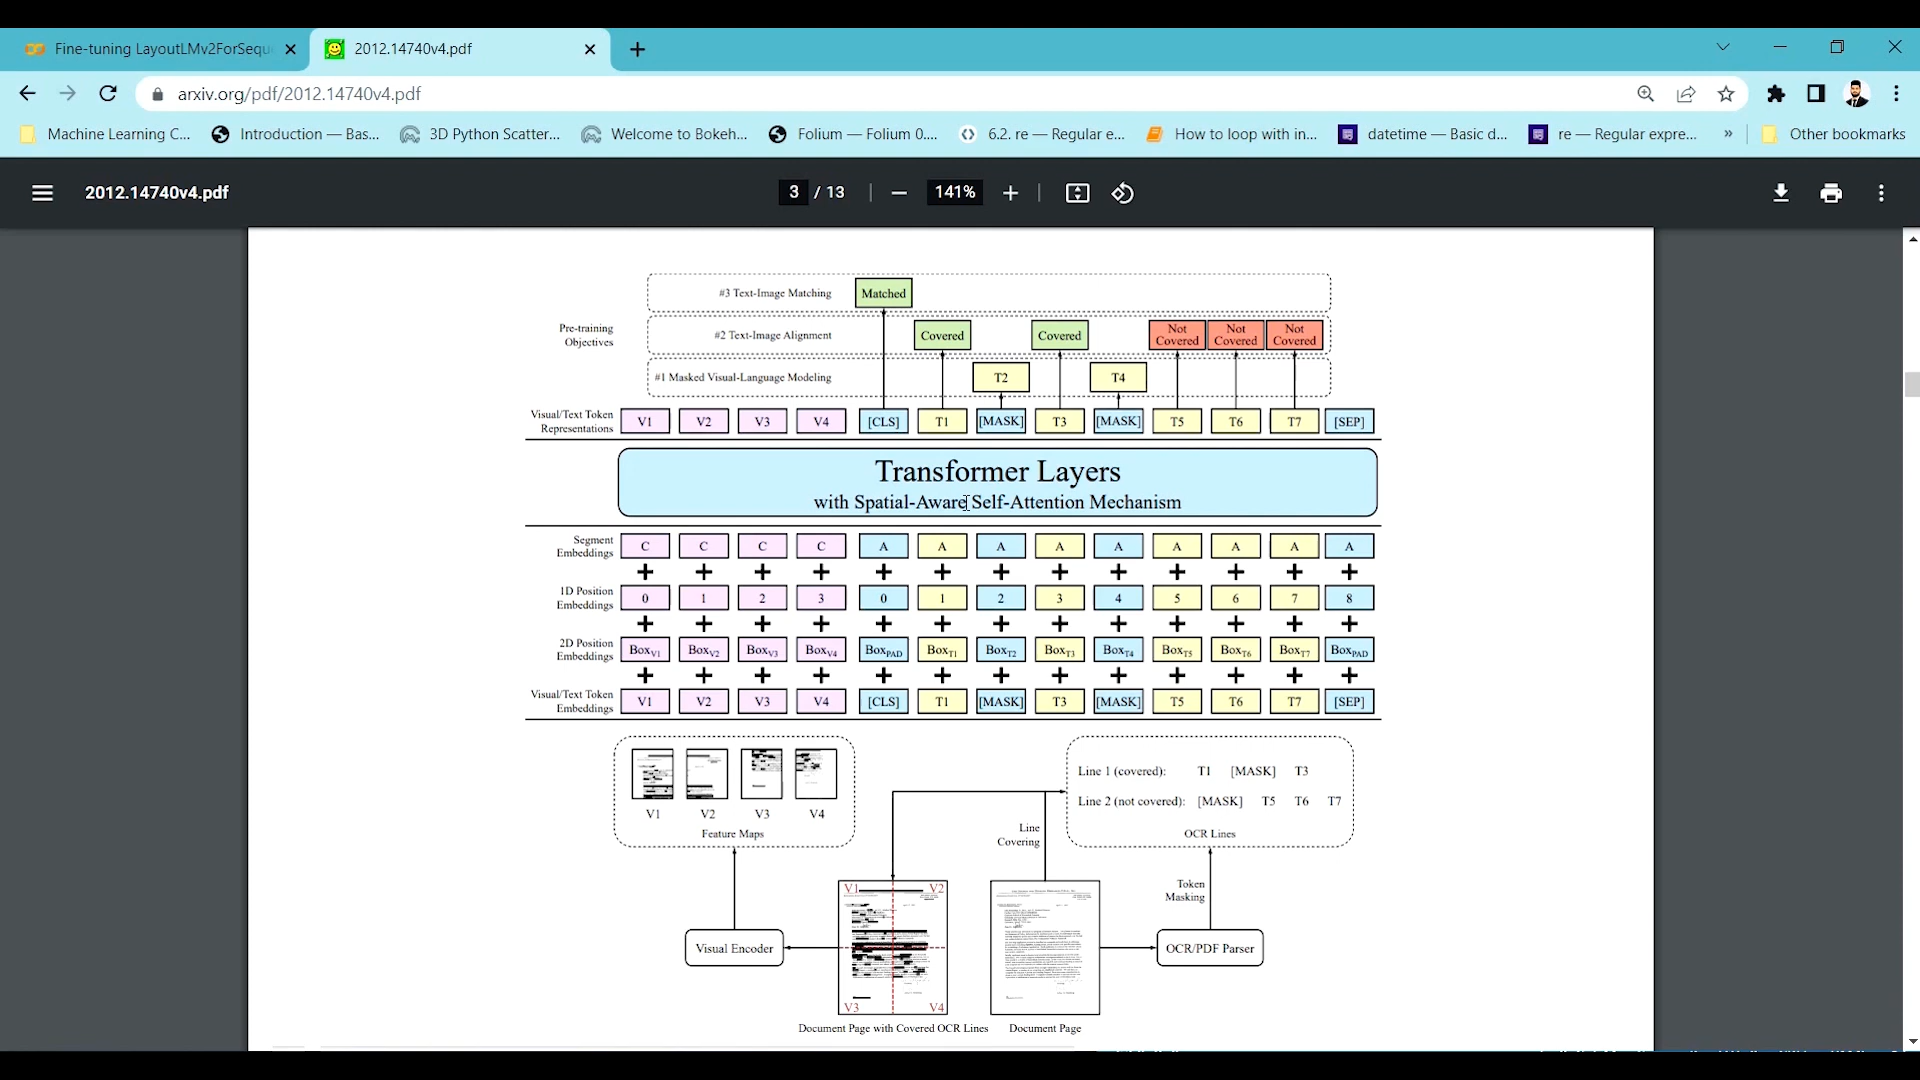 Fine-tuning LayoutLMv2ForSequ
2012.14740v4.pdf
arxiv.org/pdf/2012.14740v4.pdf
Machine Learning C...
Introduction — Bas...
3D Python Scatter...
Welcome to Bokeh...
Folium — Folium 0....
6.2. re — Regular e...
How to loop with in...
datetime — Basic d...
re — Regular expre...
»
Other bookmarks
2012.14740v4.pdf
3 / 13
141%
#3 Text-Image Matching
Matched
Pre-training
Objectives
#2 Text-Image Alignment
Covered Covered Not Covered Not Covered Not Covered
#1 Masked Visual-Language Modeling
T2 T4
Visual/Text Token
Representations
V1 V2 V3 V4 [CLS] T1 [MASK] T3 [MASK] T5 T6 T7 [SEP]
Transformer Layers
with Spatial-Aware Self-Attention Mechanism
Segment
Embeddings
C C C C A A A A A A A A A
+ + + + + + + + + + + + +
1D Position
Embeddings
0 1 2 3 0 1 2 3 4 5 6 7 8
+ + + + + + + + + + + + +
2D Position
Embeddings
BoxV1 BoxV2 BoxV3 BoxV4 BoxPAD BoxT1 BoxT2 BoxT3 BoxT4 BoxT5 BoxT6 BoxT7 BoxPAD
+ + + + + + + + + + + + +
Visual/Text Token
Embeddings
V1 V2 V3 V4 [CLS] T1 [MASK] T3 [MASK] T5 T6 T7 [SEP]
V1 V2 V3 V4
Feature Maps
Line 1 (covered): T1 [MASK] T3
Line 2 (not covered): [MASK] T5 T6 T7
OCR Lines
Line
Covering
Token
Masking
V1 V2
V3 V4
Visual Encoder
OCR/PDF Parser
Document Page with Covered OCR Lines
Document Page